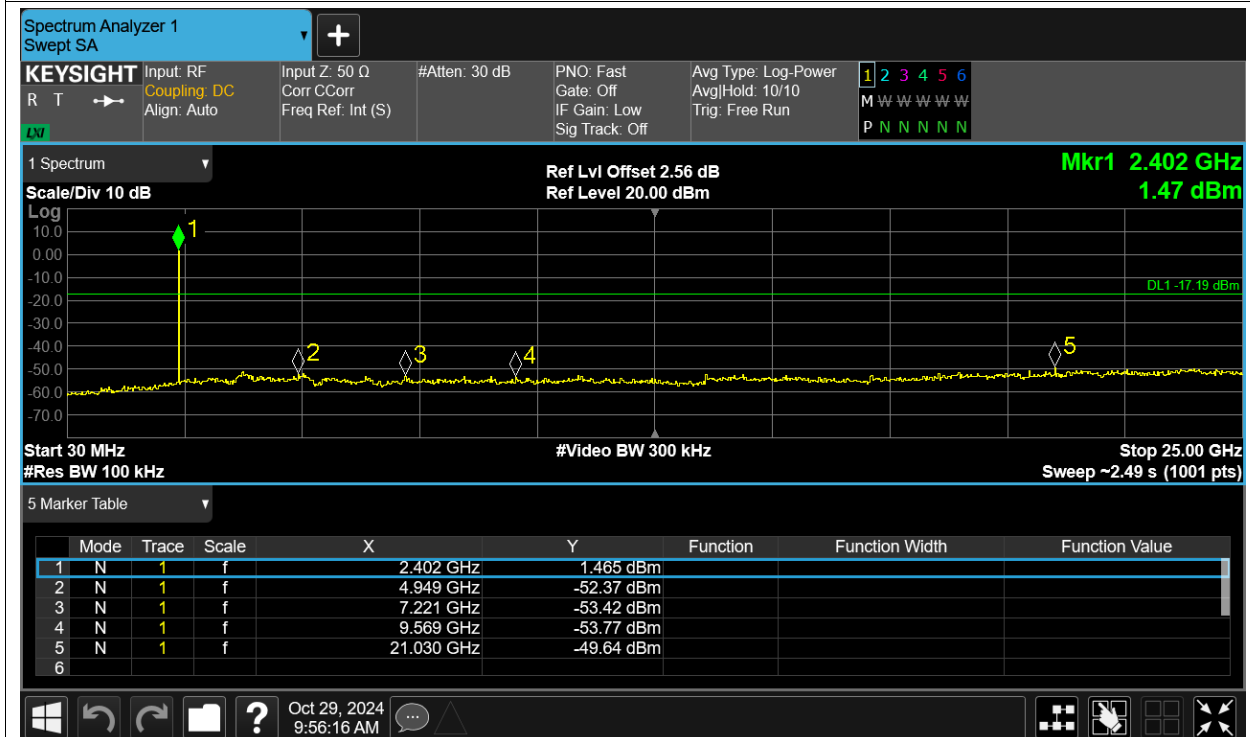 Spectrum Analyzer 1
Swept SA
+
KEYSIGHT
R T
LXI
Input: RF
Coupling: DC
Align: Auto
Input Z: 50 Ω
Corr CCorr
Freq Ref: Int (S)
#Atten: 30 dB
PNO: Fast
Gate: Off
IF Gain: Low
Sig Track: Off
Avg Type: Log-Power
Avg|Hold: 10/10
Trig: Free Run
1 2 3 4 5 6
M W W W W W
P N N N N N
1 Spectrum
Scale/Div 10 dB
Ref Lvl Offset 2.56 dB
Ref Level 20.00 dBm
Mkr1 2.402 GHz
1.47 dBm
Log
10.0
0.00
-10.0
-20.0
-30.0
-40.0
-50.0
-60.0
-70.0
1
2
3
4
5
DL1 -17.19 dBm
Start 30 MHz
#Res BW 100 kHz
#Video BW 300 kHz
Stop 25.00 GHz
Sweep ~2.49 s (1001 pts)
5 Marker Table
Mode Trace Scale X Y Function Function Width Function Value
1 N 1 f 2.402 GHz 1.465 dBm
2 N 1 f 4.949 GHz -52.37 dBm
3 N 1 f 7.221 GHz -53.42 dBm
4 N 1 f 9.569 GHz -53.77 dBm
5 N 1 f 21.030 GHz -49.64 dBm
6
?
Oct 29, 2024
9:56:16 AM